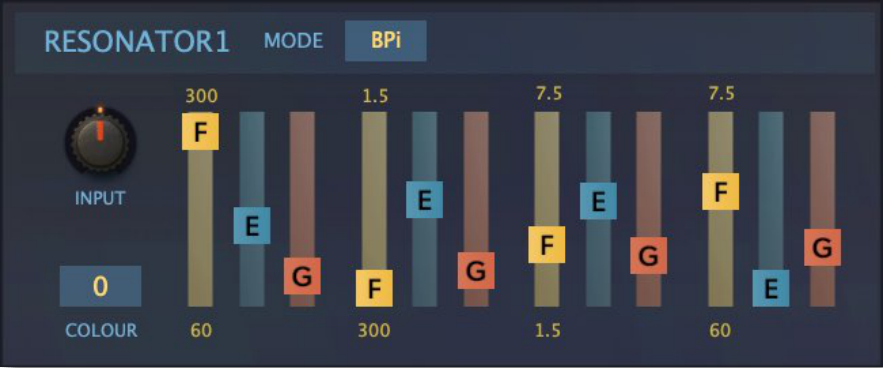 RESONATOR1 MODE BPi
300 1.5 7.5 7.5
F E G F E G F E G F E G
INPUT
0
COLOUR 60 300 1.5 60